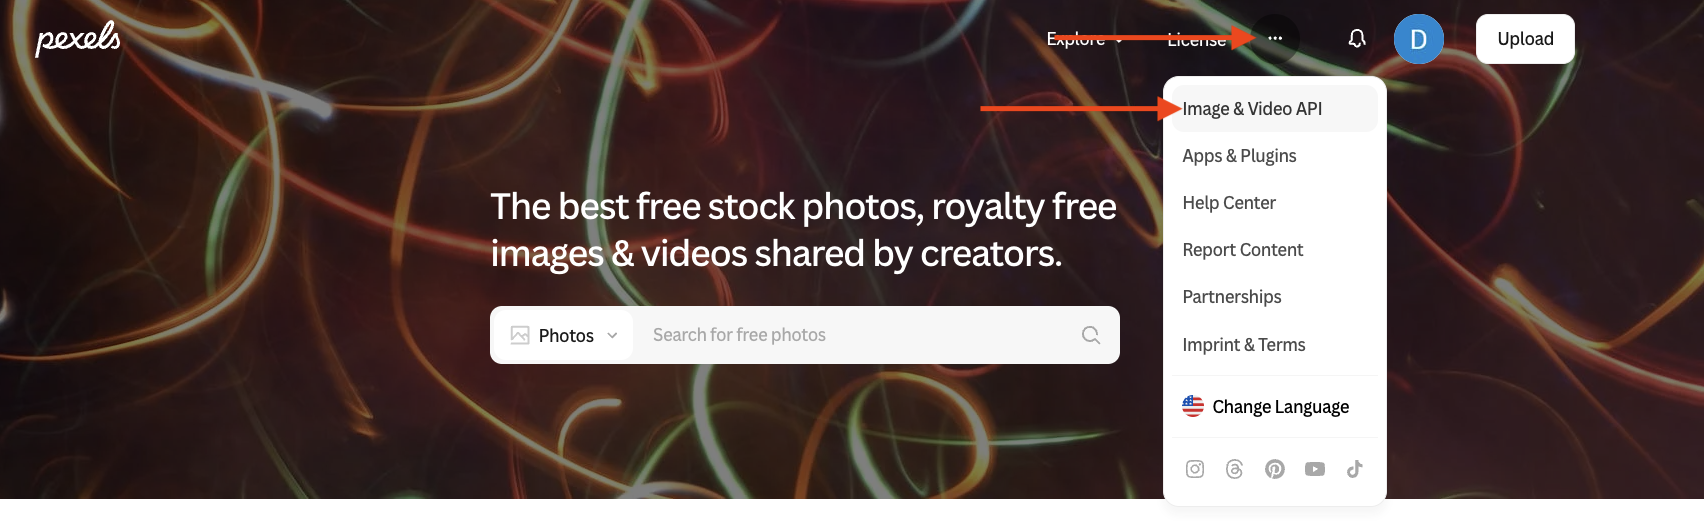 pexels
Explore
License
...
D
Upload
Image & Video API
Apps & Plugins
Help Center
Report Content
Partnerships
Imprint & Terms
Change Language
The best free stock photos, royalty free
images & videos shared by creators.
Photos
Search for free photos